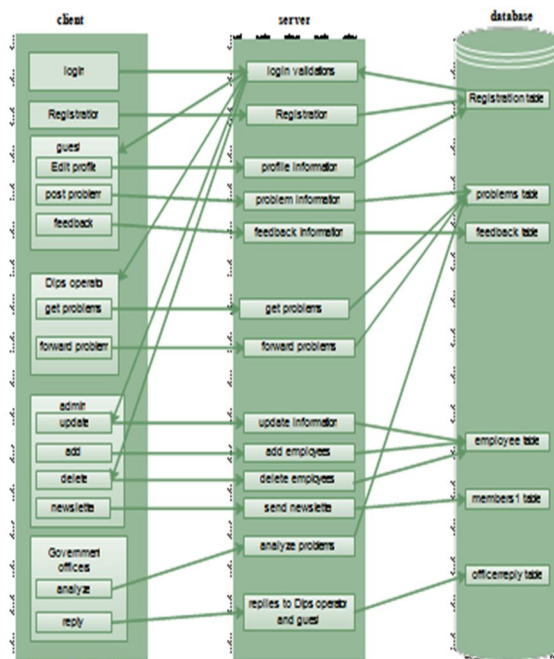 client
server
database
login
login validations
Registration table
Registration
Registration
guest
Edit profile
profile information
post problem
problem information
problems table
feedback
feedback information
feedback table
Dips operator
get problems
get problems
forward problem
forward problems
admin
update
update information
employee table
add
add employees
delete
delete employees
newslette
send newslette
members1 table
Government
offices
analyze problems
analyze
officerreply table
reply
replies to Dips operator
and guest